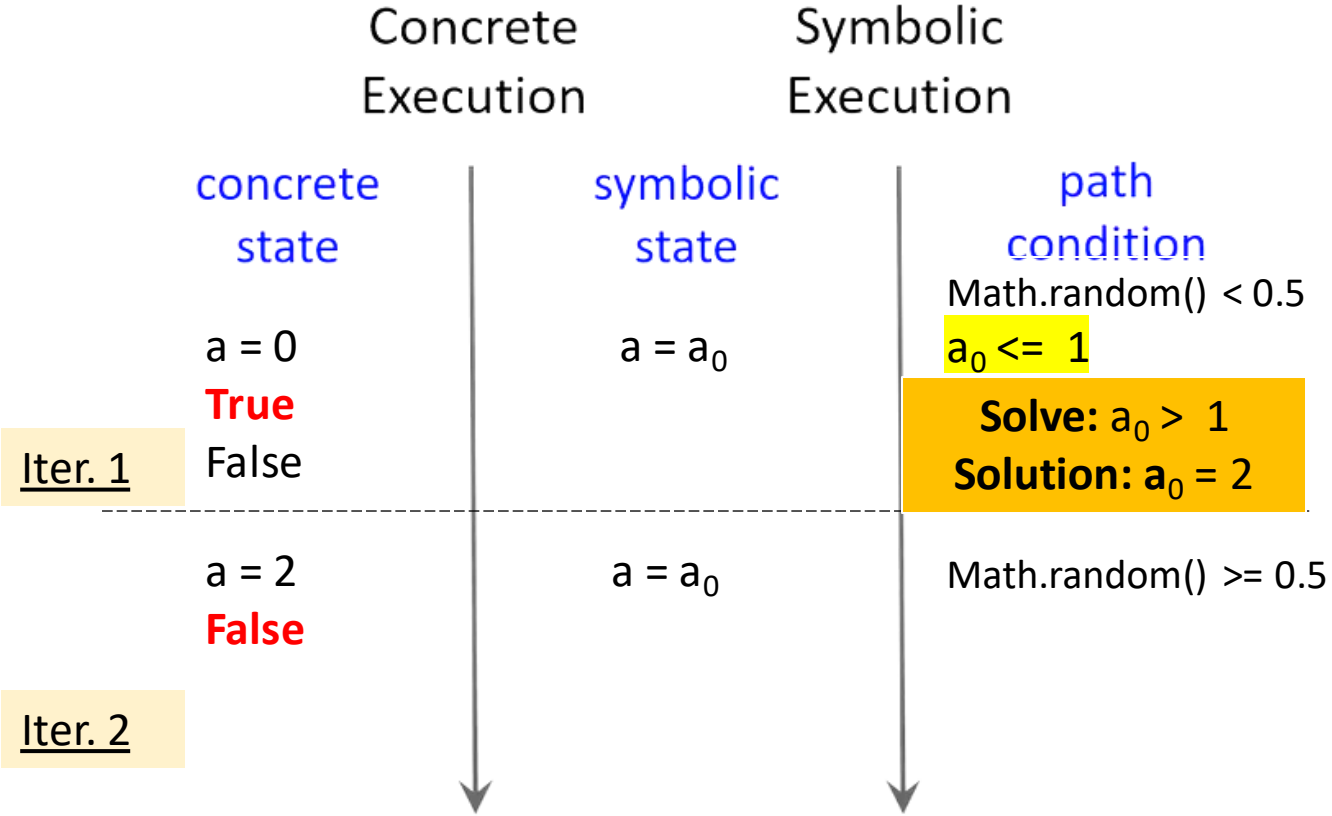 Concrete
Execution
Symbolic
Execution
concrete
state
symbolic
state
path
condition
Math.random() < 0.5
a = 0
a = a₀
a₀ <= 1
True
Solve: a₀ > 1
False
Iter. 1
Solution: a₀ = 2
a = 2
a = a₀
Math.random() >= 0.5
False
Iter. 2